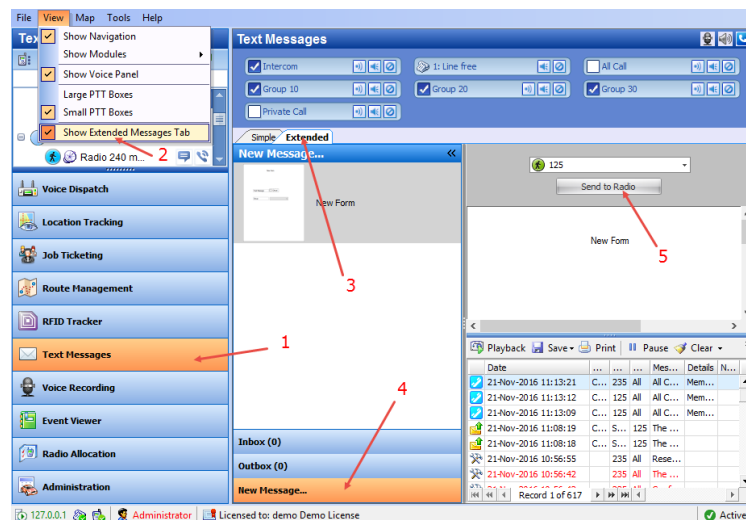 File View Map Tools Help
Show Navigation
Show Modules
Show Voice Panel
Large PTT Boxes
Small PTT Boxes
Show Extended Messages Tab
2
Radio 240 m...
Voice Dispatch
Location Tracking
Job Ticketing
Route Management
RFID Tracker
Text Messages
1
Voice Recording
Event Viewer
Radio Allocation
Administration
Text Messages
Intercom
1: Line free
All Call
Group 10
Group 20
Group 30
Private Call
Simple Extended
New Message...
New Form
3
4
Inbox (0)
Outbox (0)
New Message...
125
Send to Radio
New Form
5
Playback Save Print Pause Clear
Date ... ... ... Mes... Details N...
21-Nov-2016 11:13:21 C... 235 All All C... Mem...
21-Nov-2016 11:13:12 C... 125 All All C... Mem...
21-Nov-2016 11:13:09 C... 125 All All C... Mem...
21-Nov-2016 11:08:19 C... S... 125 The ...
21-Nov-2016 11:08:18 C... S... 125 The ...
21-Nov-2016 10:56:55 235 All Rese...
21-Nov-2016 10:56:42 235 All The ...
Record 1 of 617
127.0.0.1 Administrator Licensed to: demo Demo License Active